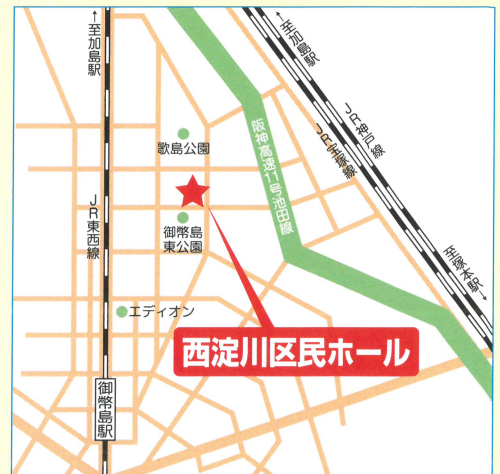 ←至加島駅
←至加島駅
歌島公園
阪神高速11号池田線
JR神戸線
JR宝塚線
JR東西線
御幣島
東公園
至塚本駅→
エディオン
西淀川区民ホール
御幣島駅